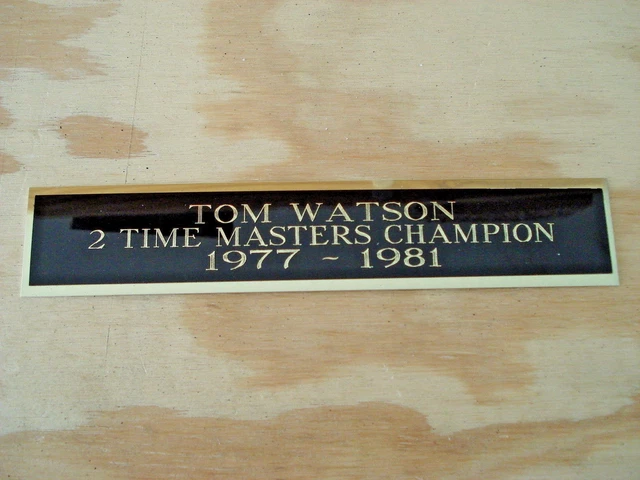 TOM WATSON
2 TIME MASTERS CHAMPION
1977 ~ 1981